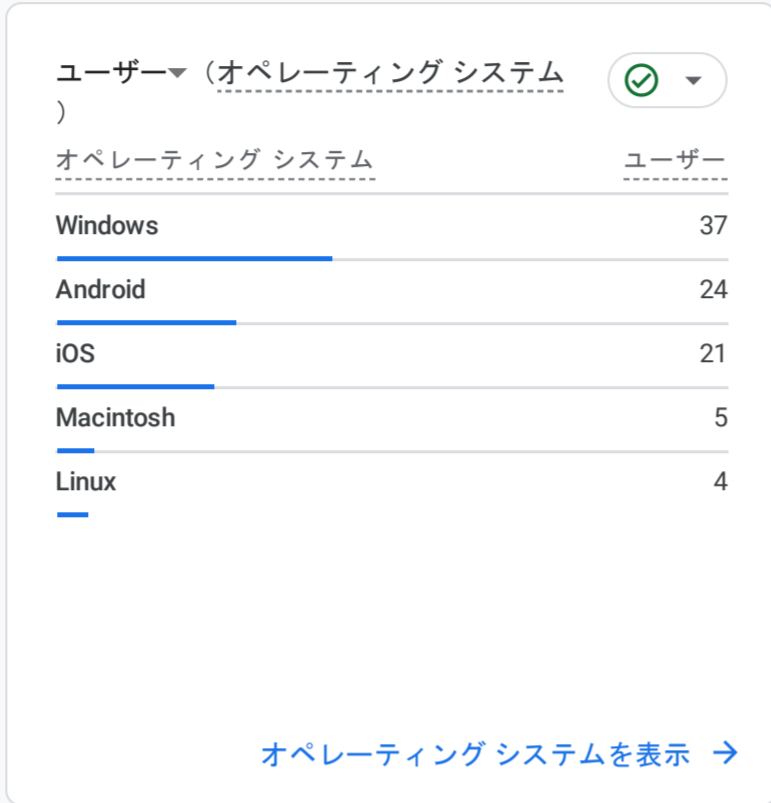 ユーザー （オペレーティング システム
）
オペレーティング システム ユーザー
Windows 37
Android 24
iOS 21
Macintosh 5
Linux 4
オペレーティング システムを表示 →